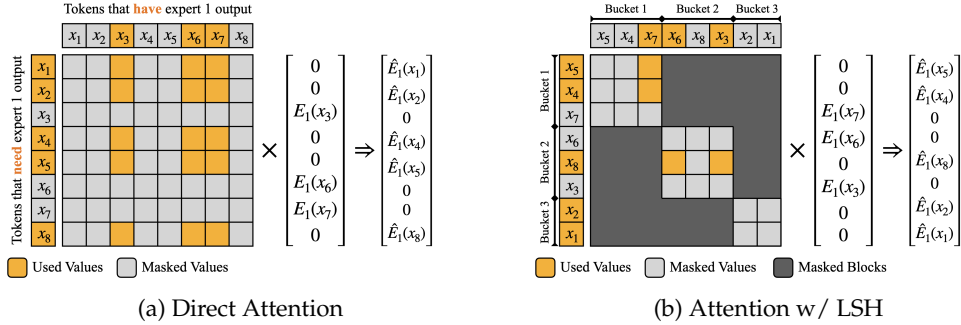 Tokens that have expert 1 output
x1 x2 x3 x4 x5 x6 x7 x8
Tokens that need expert 1 output
x1
x2
x3
x4
x5
x6
x7
x8
×
0
0
E1(x3)
0
0
E1(x6)
E1(x7)
0
⇒
Ê1(x1)
Ê1(x2)
0
Ê1(x4)
Ê1(x5)
0
0
Ê1(x8)
Used Values Masked Values
(a) Direct Attention
Bucket 1 Bucket 2 Bucket 3
x5 x4 x7 x6 x8 x3 x2 x1
Bucket 1
Bucket 2
Bucket 3
x5
x4
x7
x6
x8
x3
x2
x1
×
0
0
E1(x7)
E1(x6)
0
E1(x3)
0
0
⇒
Ê1(x5)
Ê1(x4)
0
0
Ê1(x8)
0
Ê1(x2)
Ê1(x1)
Used Values Masked Values Masked Blocks
(b) Attention w/ LSH